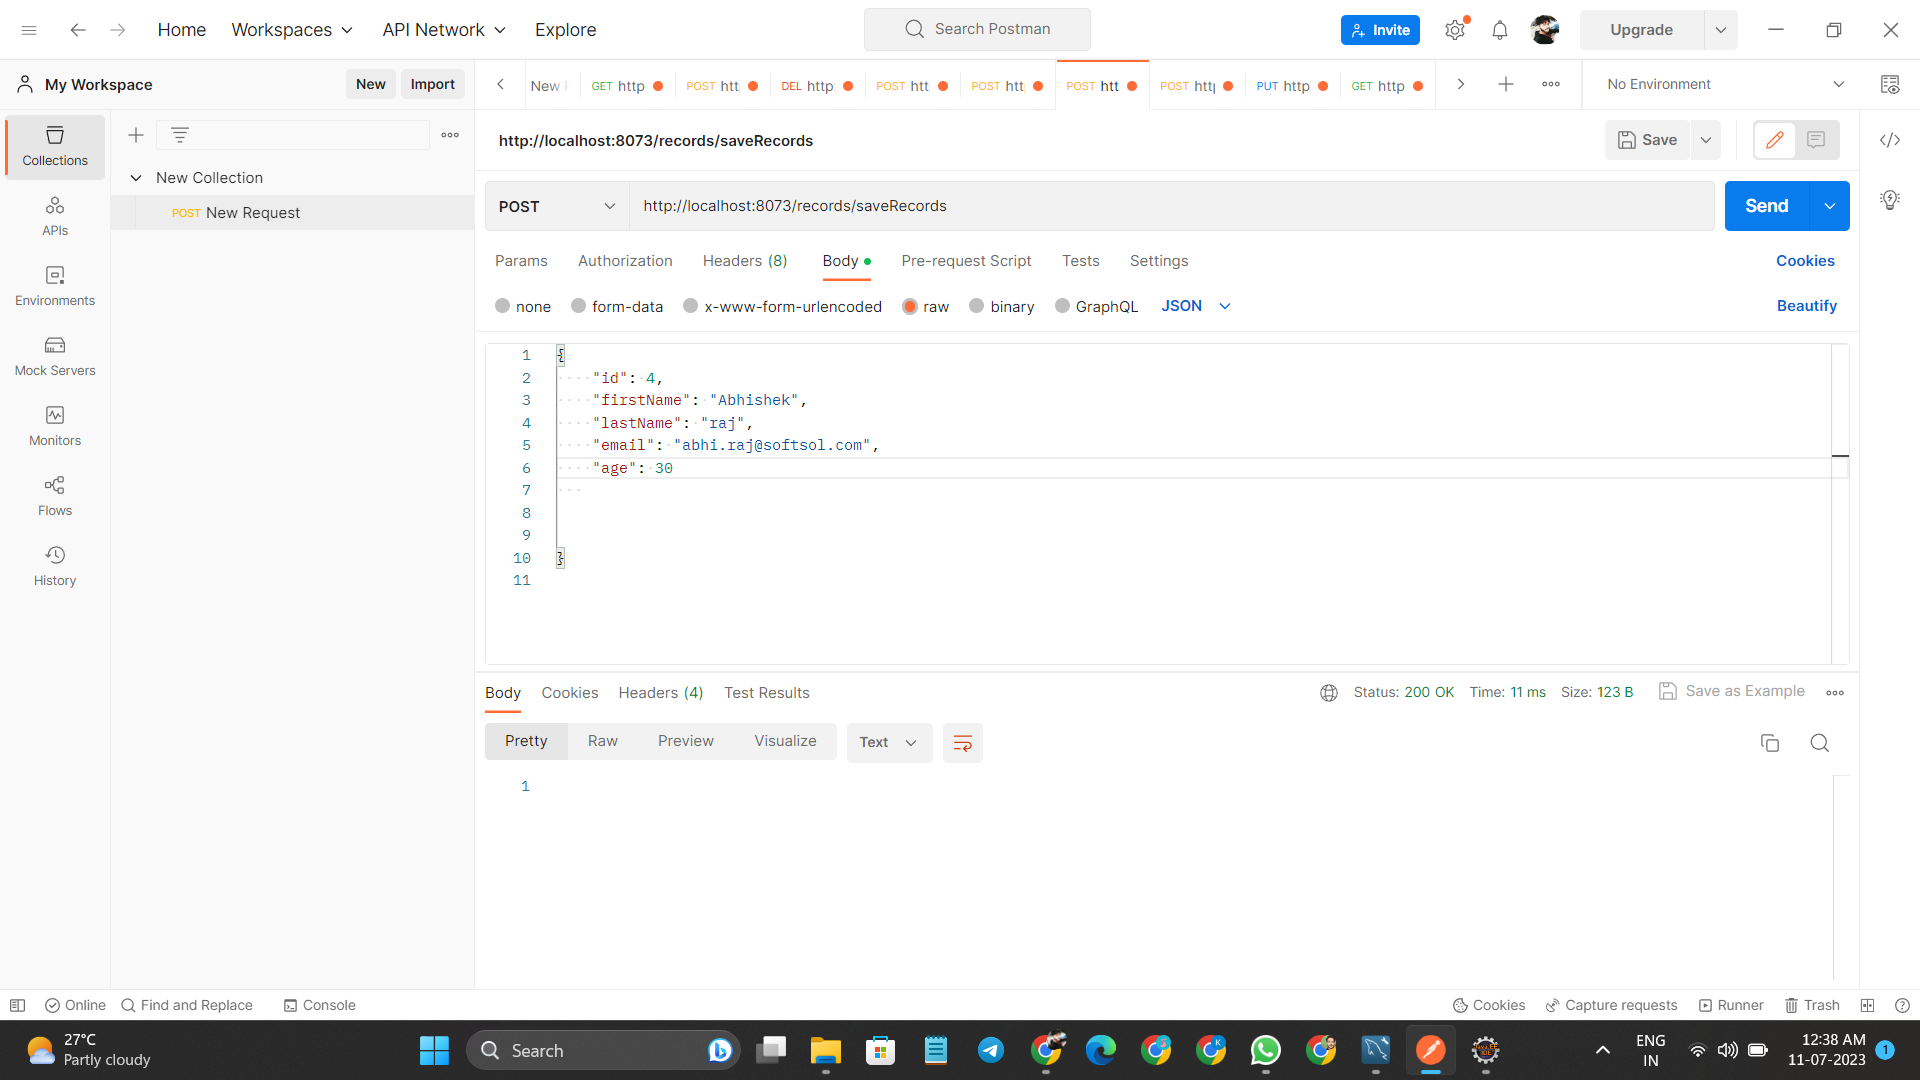 Home
Workspaces
API Network
Explore
Search Postman
Invite
Upgrade
My Workspace
New
Import
New
GET http
POST htt
DEL http
POST htt
POST htt
POST htt
POST htt
PUT http
GET http
No Environment
Collections
APIs
Environments
Mock Servers
Monitors
Flows
History
New Collection
POST New Request
http://localhost:8073/records/saveRecords
Save
POST
http://localhost:8073/records/saveRecords
Send
Params
Authorization
Headers (8)
Body
Pre-request Script
Tests
Settings
Cookies
none
form-data
x-www-form-urlencoded
raw
binary
GraphQL
JSON
Beautify
1 {
2 "id": 4,
3 "firstName": "Abhishek",
4 "lastName": "raj",
5 "email": "abhi.raj@softsol.com",
6 "age": 30
7
8
9
10 }
11
Body
Cookies
Headers (4)
Test Results
Status: 200 OK
Time: 11 ms
Size: 123 B
Save as Example
Pretty
Raw
Preview
Visualize
Text
1
Online
Find and Replace
Console
Cookies
Capture requests
Runner
Trash
27°C
Partly cloudy
Search
ENG
IN
12:38 AM
11-07-2023
1